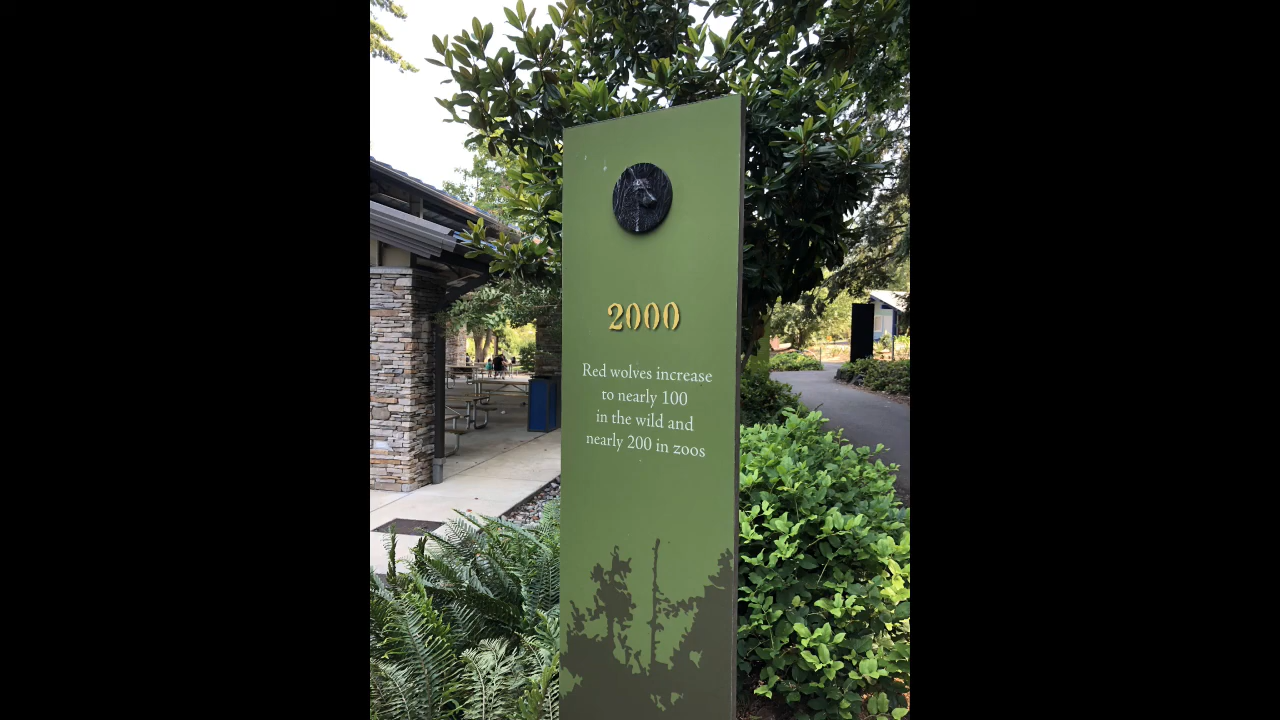 2000
Red wolves increase
to nearly 100
in the wild and
nearly 200 in zoos